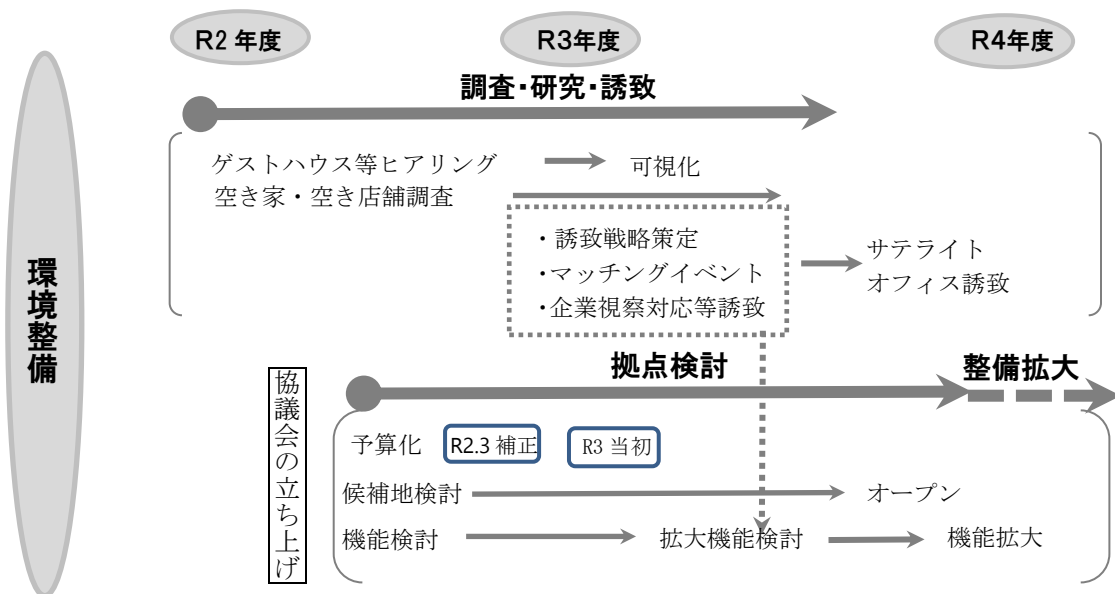 R2 年度
R3年度
R4年度
調査・研究・誘致
ゲストハウス等ヒアリング
可視化
空き家・空き店舗調査
・誘致戦略策定
・マッチングイベント
・企業視察対応等誘致
サテライト
オフィス誘致
環境整備
拠点検討
整備拡大
協議会の立ち上げ
予算化
R2.3 補正
R3 当初
候補地検討
オープン
機能検討
拡大機能検討
機能拡大